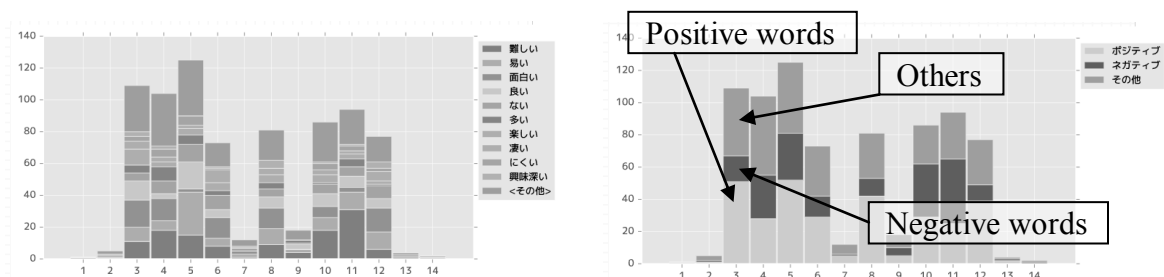 140
120
100
80
60
40
20
0
1 2 3 4 5 6 7 8 9 10 11 12 13 14
難しい
易い
面白い
良い
ない
多い
楽しい
凄い
にくい
興味深い
<その他>
Positive words
Others
Negative words
140
120
100
80
60
40
20
0
1 2 3 4 5 6 7 8 9 10 11 12 13 14
ポジティブ
ネガティブ
その他